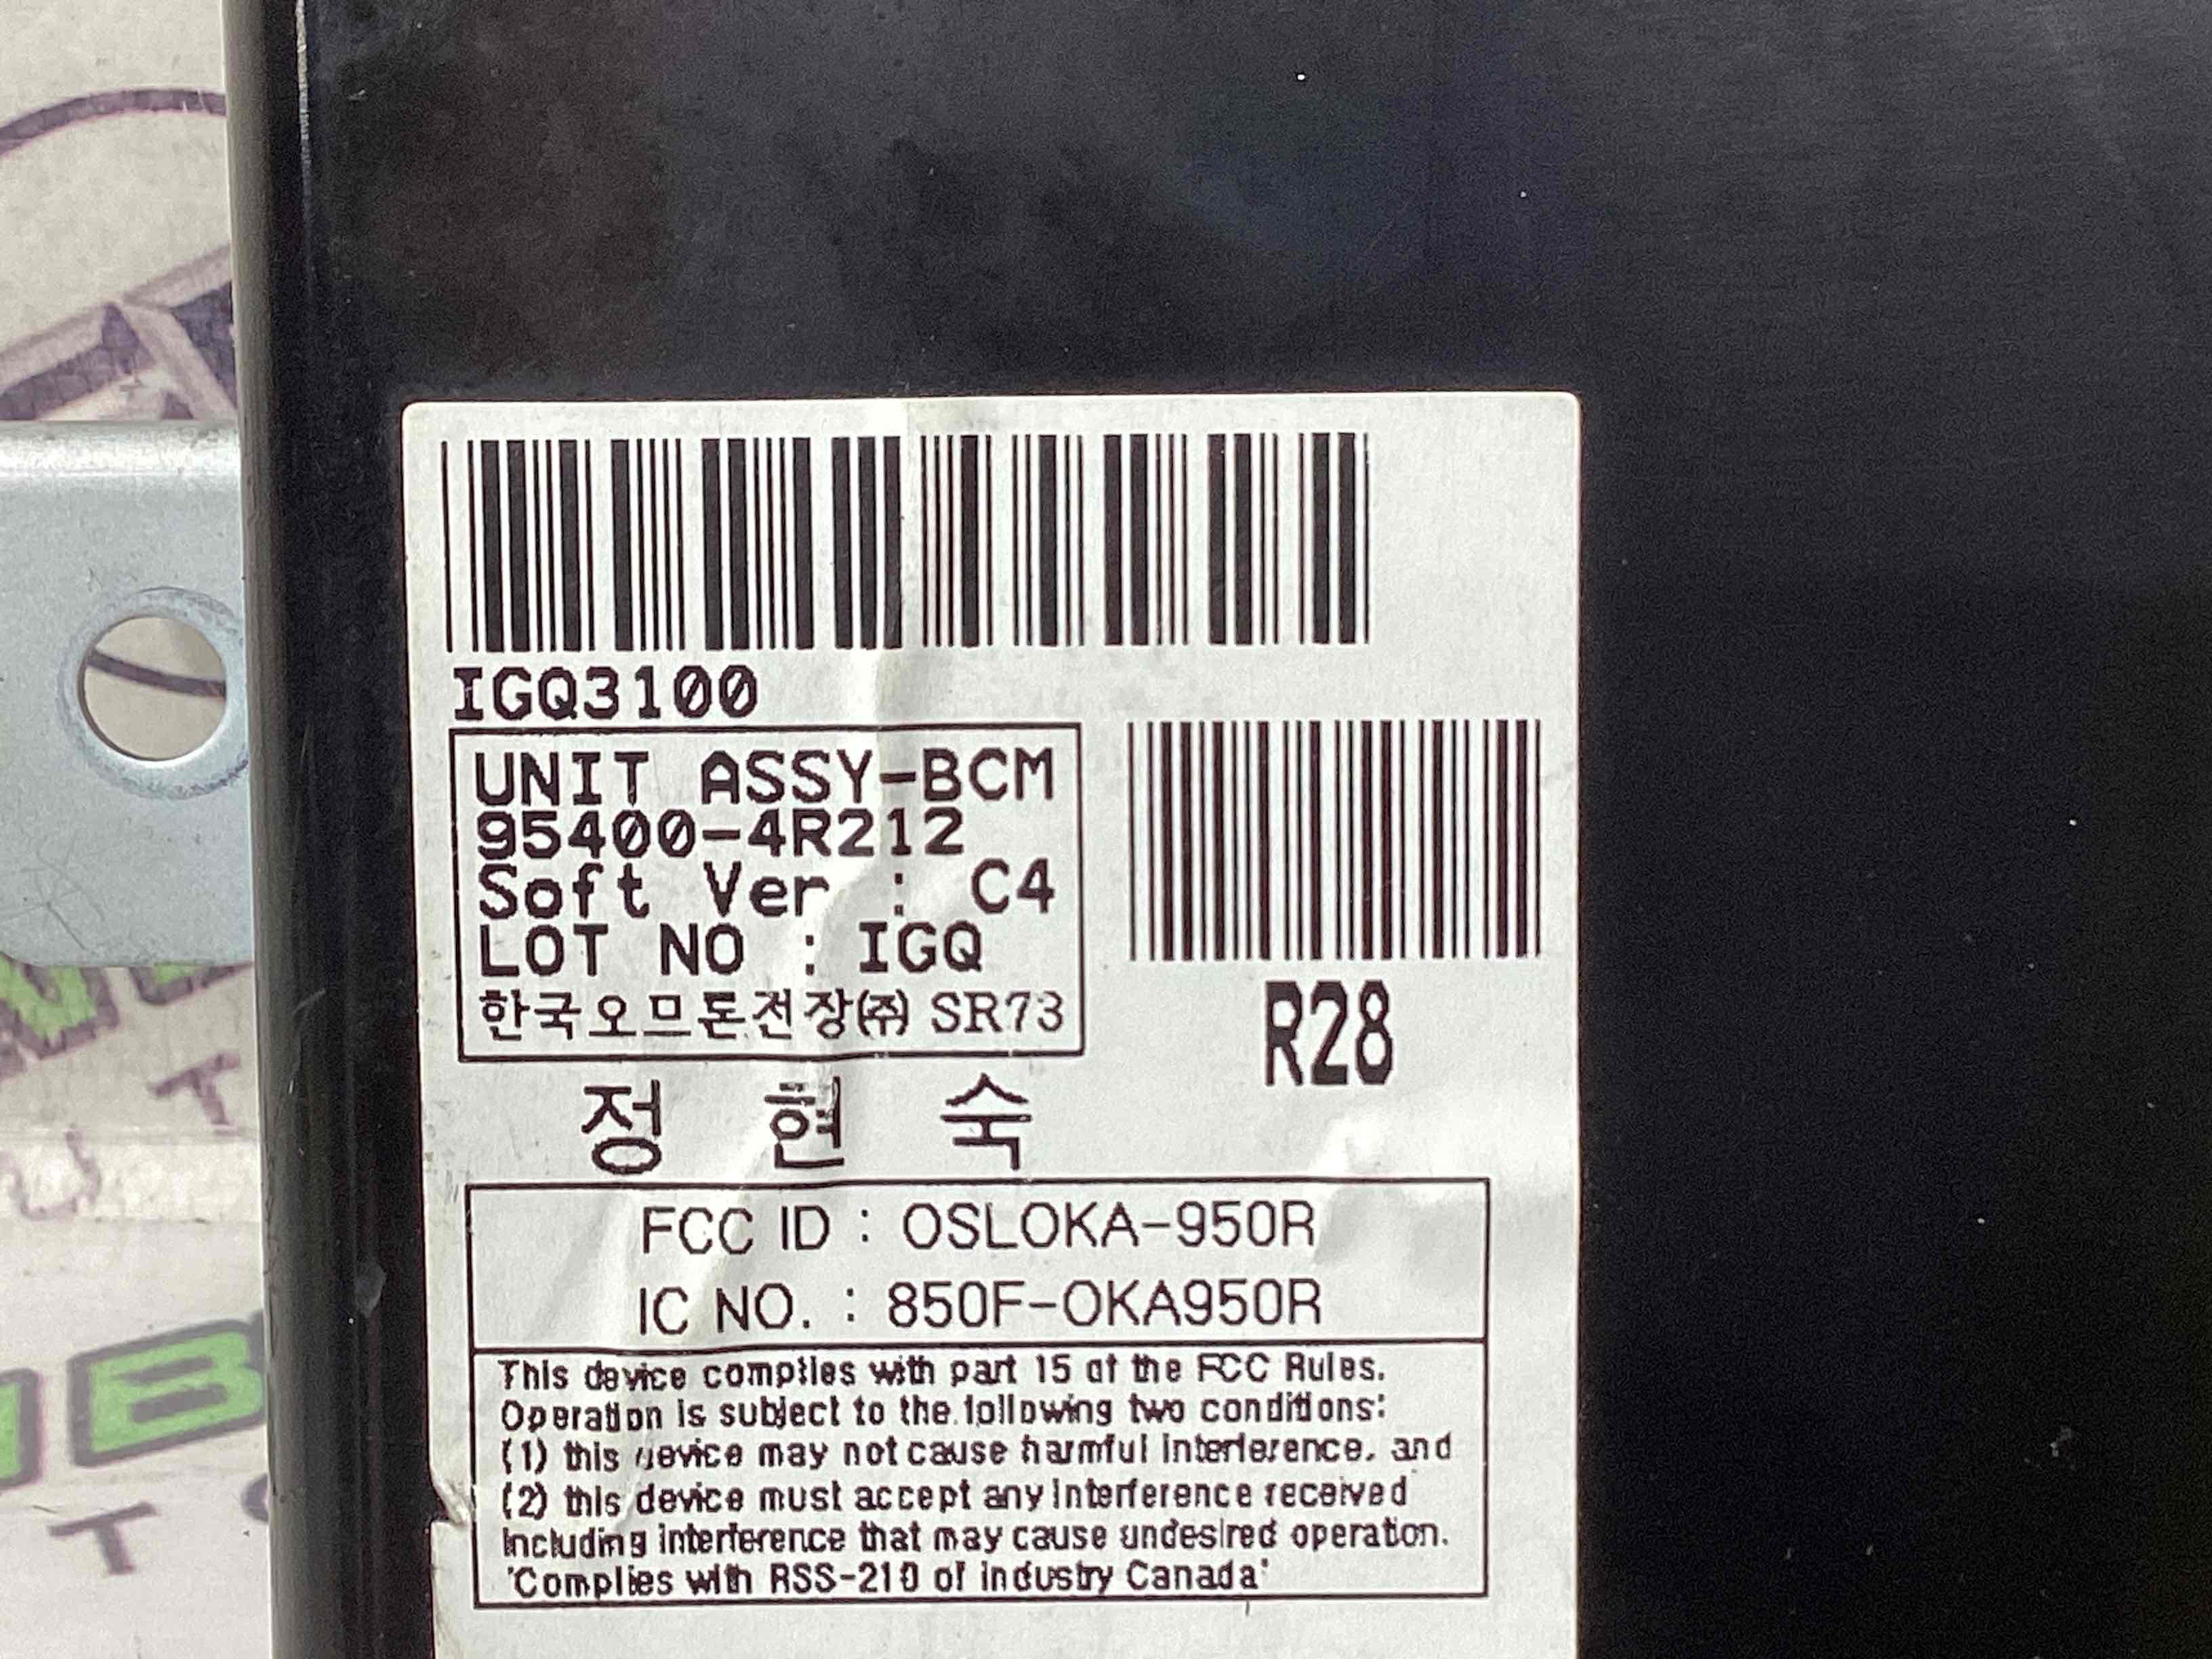 IGQ3100
UNIT ASSY-BCM
95400-4R212
Soft Ver : C4
LOT NO : IGQ
한국오므론전장㈜ SR73
R28
정 현 숙
FCC ID : OSLOKA-950R
IC NO. : 850F-OKA950R
This device complies with part 15 of the FCC Rules.
Operation is subject to the following two conditions:
(1) this device may not cause harmful interference, and
(2) this device must accept any interference received
including interference that may cause undesired operation.
'Complies with RSS-210 of Industry Canada'